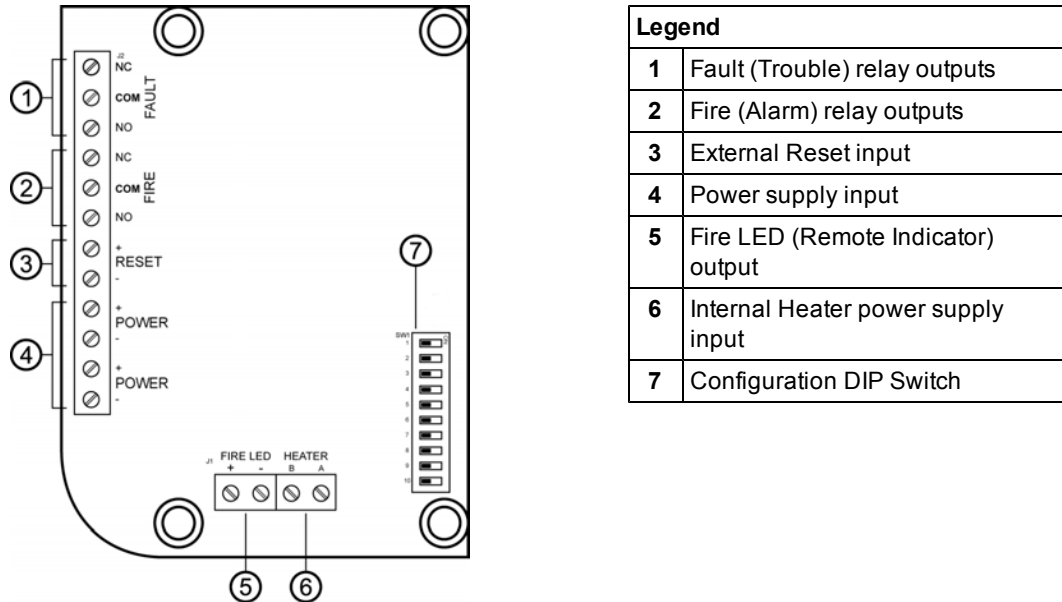 J2
NC
COM
NO
FAULT
1
NC
COM
NO
FIRE
2
+
RESET
-
3
+
POWER
-
+
POWER
-
4
7
SW1
1
2
3
4
5
6
7
8
9
10
J1
FIRE LED HEATER
+ - B A
5 6
Legend
1 Fault (Trouble) relay outputs
2 Fire (Alarm) relay outputs
3 External Reset input
4 Power supply input
5 Fire LED (Remote Indicator)
output
6 Internal Heater power supply
input
7 Configuration DIP Switch